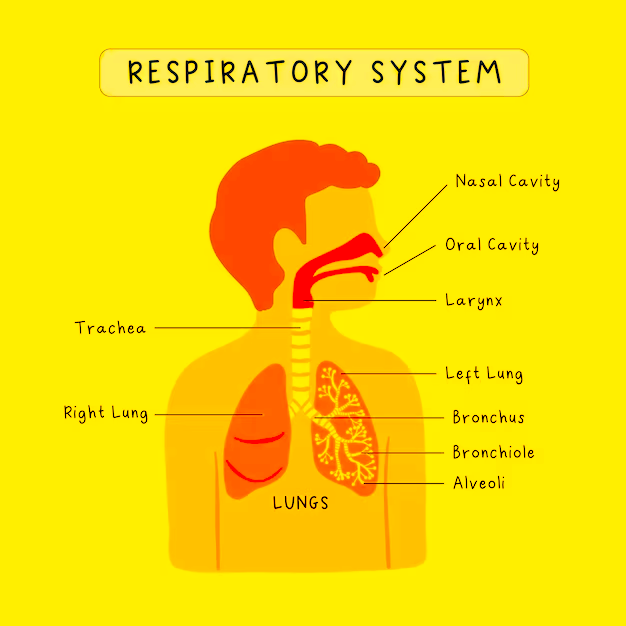 RESPIRATORY SYSTEM
Nasal Cavity
Oral Cavity
Larynx
Trachea
Left Lung
Right Lung
Bronchus
Bronchiole
Alveoli
LUNGS